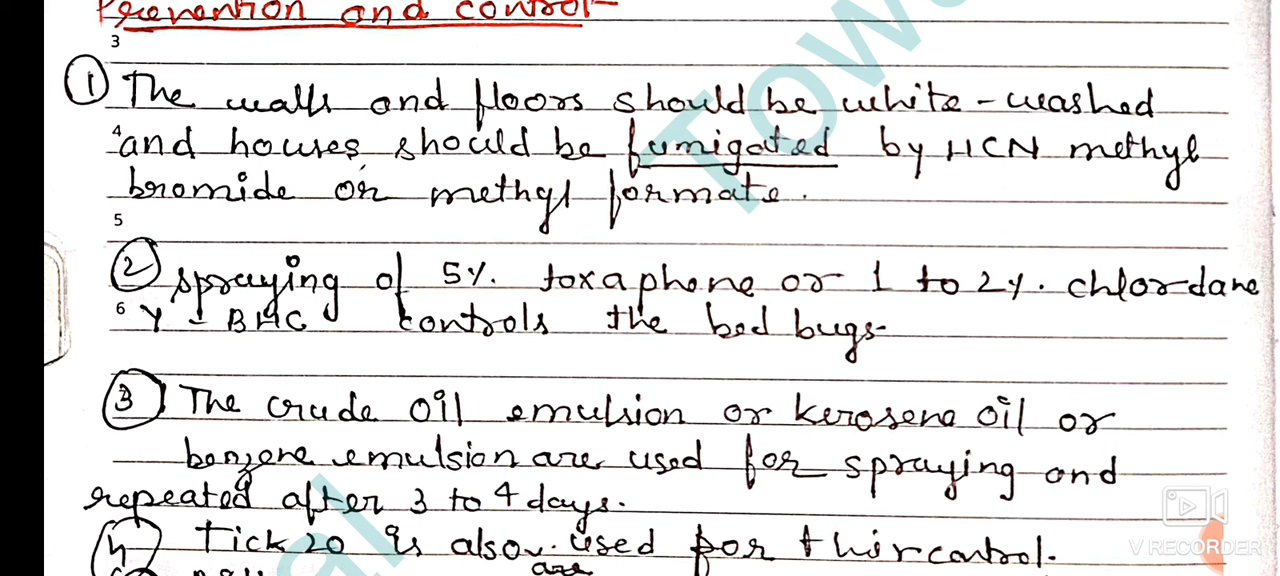 Prevention and control-
3
① The walls and floors should be white-washed
4 and houses should be fumigated by HCN methyl
bromide or methyl formate.
5
② spraying of 5%. toxaphene or 1 to 2%. chlordane
6 γ - BHC controls the bed bugs-
③ The crude oil emulsion or kerosene oil or
benzene emulsion are used for spraying and
repeated after 3 to 4 days.
④ Tick 20 is also used for their control.
are
V RECORDER